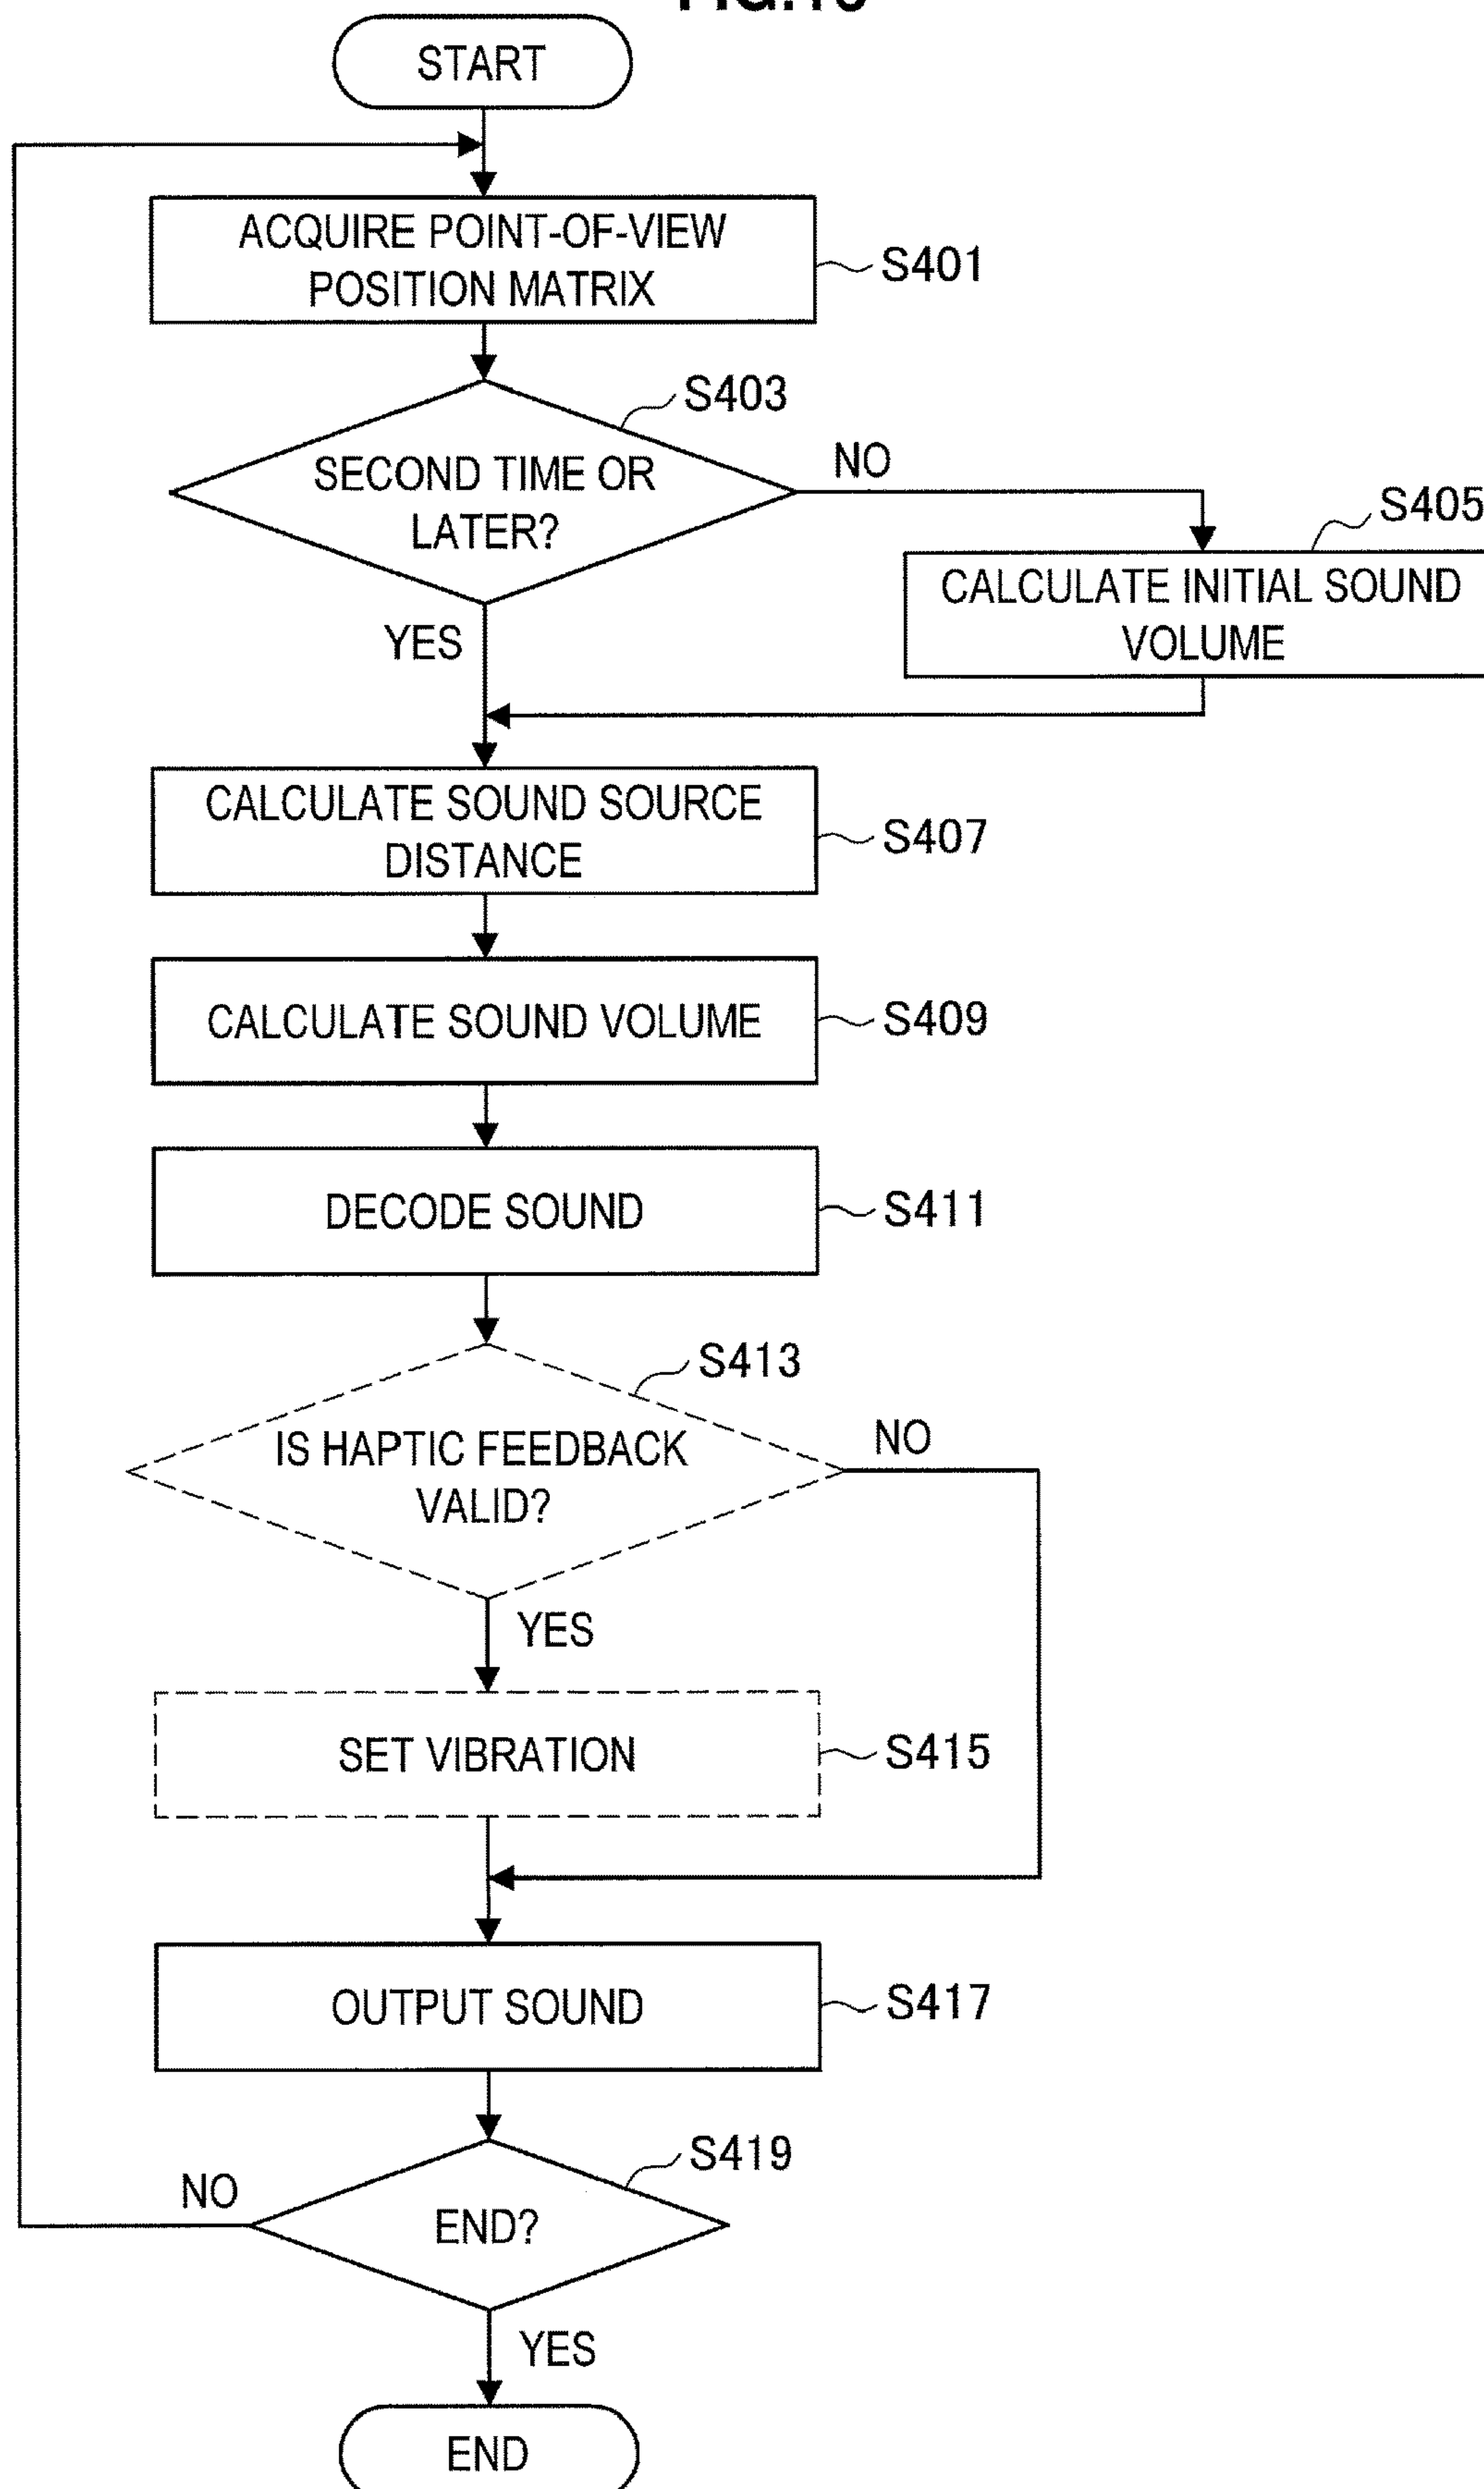 START
ACQUIRE POINT-OF-VIEW
POSITION MATRIX
S401
S403
SECOND TIME OR
LATER?
NO
YES
S405
CALCULATE INITIAL SOUND
VOLUME
CALCULATE SOUND SOURCE
DISTANCE
S407
CALCULATE SOUND VOLUME
S409
DECODE SOUND
S411
S413
IS HAPTIC FEEDBACK
VALID?
NO
YES
SET VIBRATION
S415
OUTPUT SOUND
S417
S419
END?
NO
YES
END